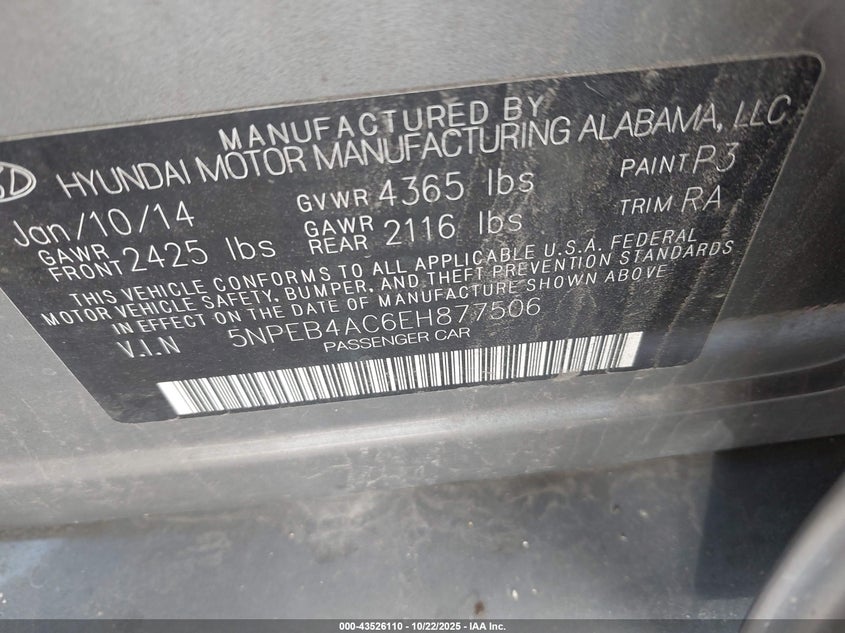 MANUFACTURED BY
HYUNDAI MOTOR MANUFACTURING ALABAMA, LLC
Jan/10/14 GVWR 4365 lbs PAINT P3
GAWR FRONT 2425 lbs GAWR REAR 2116 lbs TRIM RA
THIS VEHICLE CONFORMS TO ALL APPLICABLE U.S.A. FEDERAL
MOTOR VEHICLE SAFETY, BUMPER, AND THEFT PREVENTION STANDARDS
IN EFFECT ON THE DATE OF MANUFACTURE SHOWN ABOVE
V.I.N 5NPEB4AC6EH877506
PASSENGER CAR
000-43526110 - 10/22/2025 - IAA Inc.